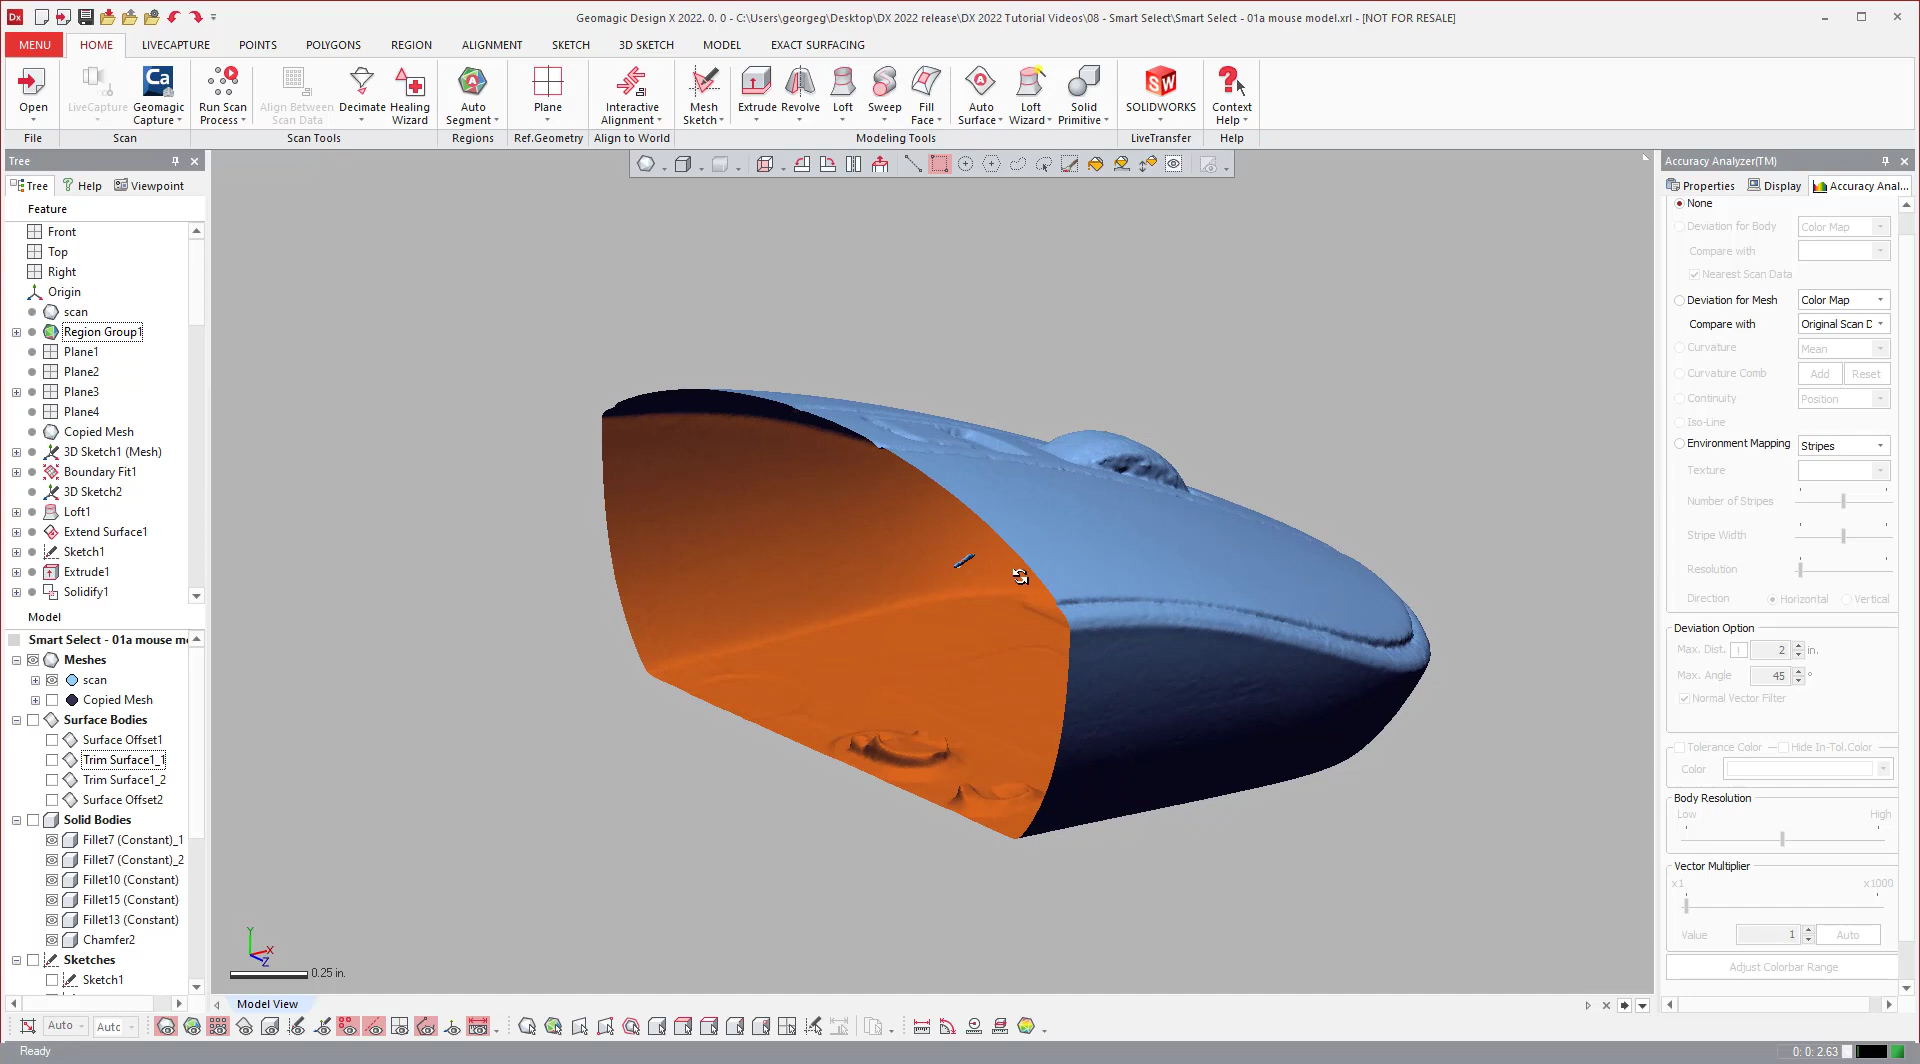 Dx Geomagic Design X 2022. 0. 0 - C:\Users\georgeg\Desktop\DX 2022 release\DX 2022 Tutorial Videos\08 - Smart Select\Smart Select - 01a mouse model.xrl - [NOT FOR RESALE]
MENU HOME LIVECAPTURE POINTS POLYGONS REGION ALIGNMENT SKETCH 3D SKETCH MODEL EXACT SURFACING
Open
LiveCapture
Ca Geomagic Capture
Run Scan Process
Align Between Scan Data
Decimate
Healing Wizard
Auto Segment
Plane
Interactive Alignment
Mesh Sketch
Extrude
Revolve
Loft
Sweep
Fill Face
Auto Surface
Loft Wizard
Solid Primitive
SOLIDWORKS
Context Help
File Scan Scan Tools Regions Ref.Geometry Align to World Modeling Tools LiveTransfer Help
Tree
Tree Help Viewpoint
Feature
Front
Top
Right
Origin
scan
Region Group1
Plane1
Plane2
Plane3
Plane4
Copied Mesh
3D Sketch1 (Mesh)
Boundary Fit1
3D Sketch2
Loft1
Extend Surface1
Sketch1
Extrude1
Solidify1
Model
Smart Select - 01a mouse m
Meshes
scan
Copied Mesh
Surface Bodies
Surface Offset1
Trim Surface1_1
Trim Surface1_2
Surface Offset2
Solid Bodies
Fillet7 (Constant)_1
Fillet7 (Constant)_2
Fillet10 (Constant)
Fillet15 (Constant)
Fillet13 (Constant)
Chamfer2
Sketches
Sketch1
Y
X
Z
0.25 in.
Model View
Accuracy Analyzer(TM)
Properties Display Accuracy Anal...
None
Deviation for Body Color Map
Compare with
Nearest Scan Data
Deviation for Mesh Color Map
Compare with Original Scan D
Curvature Mean
Curvature Comb Add Reset
Continuity Position
Iso-Line
Environment Mapping Stripes
Texture
Number of Stripes
Stripe Width
Resolution
Direction Horizontal Vertical
Deviation Option
Max. Dist. ! 2 in.
Max. Angle 45 °
Normal Vector Filter
Tolerance Color Hide In-Tol.Color
Color
Body Resolution
Low High
Vector Multiplier
x1 x1000
Value 1 Auto
Adjust Colorbar Range
Auto Autc
Ready
0: 0: 2.63